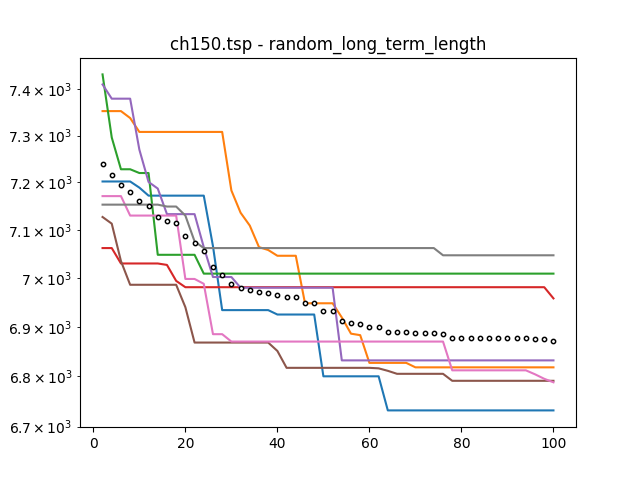 ch150.tsp - random_long_term_length
7.4 × 10³
7.3 × 10³
7.2 × 10³
7.1 × 10³
7 × 10³
6.9 × 10³
6.8 × 10³
6.7 × 10³
0 20 40 60 80 100